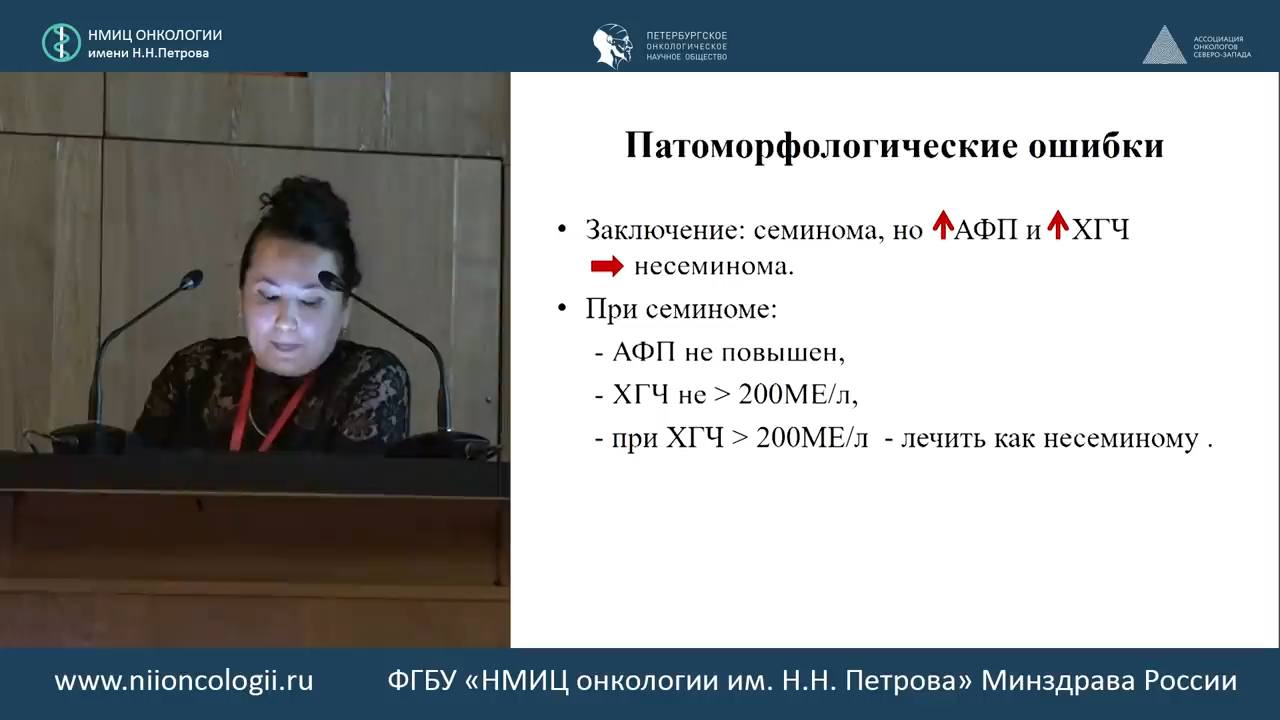 НМИЦ ОНКОЛОГИИ
имени Н.Н.Петрова
ПЕТЕРБУРГСКОЕ
ОНКОЛОГИЧЕСКОЕ
НАУЧНОЕ ОБЩЕСТВО
АССОЦИАЦИЯ
ОНКОЛОГОВ
СЕВЕРО-ЗАПАДА
Патоморфологические ошибки
• Заключение: семинома, но ↑АФП и ↑ХГЧ
➡ несеминома.
• При семиноме:
- АФП не повышен,
- ХГЧ не > 200МЕ/л,
- при ХГЧ > 200МЕ/л - лечить как несеминому .
www.niioncologii.ru
ФГБУ «НМИЦ онкологии им. Н.Н. Петрова» Минздрава России